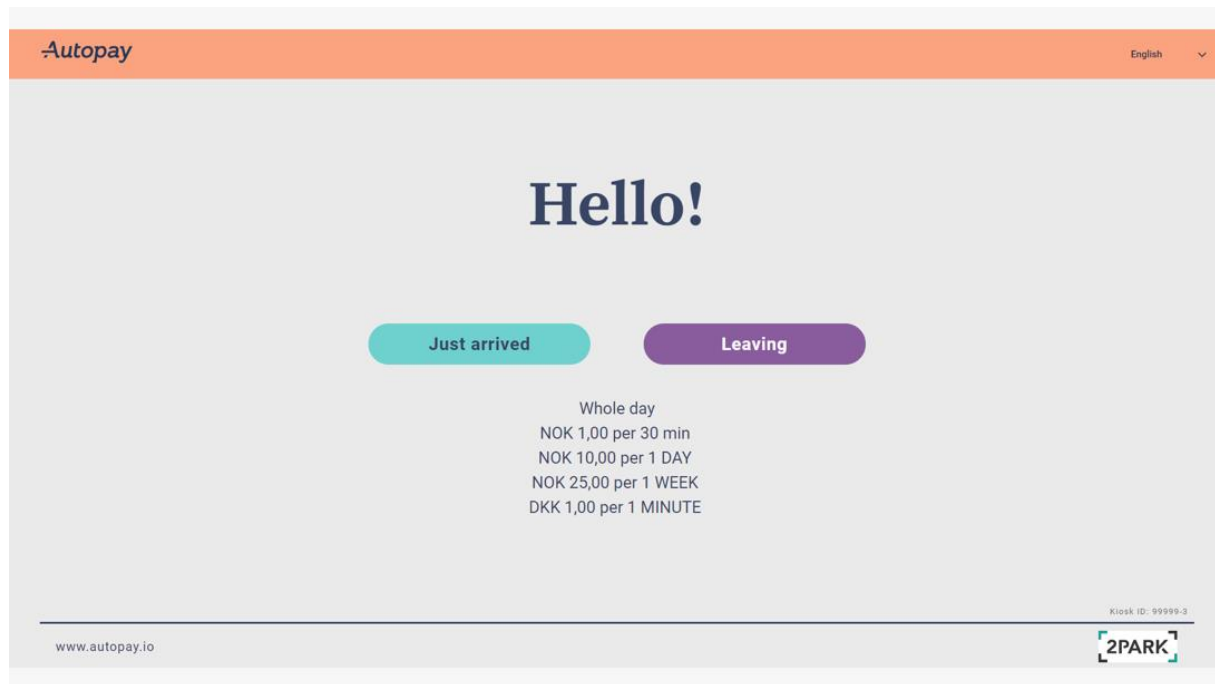 Autopay
English
Hello!
Just arrived
Leaving
Whole day
NOK 1,00 per 30 min
NOK 10,00 per 1 DAY
NOK 25,00 per 1 WEEK
DKK 1,00 per 1 MINUTE
Kiosk ID: 99999-3
www.autopay.io
2PARK